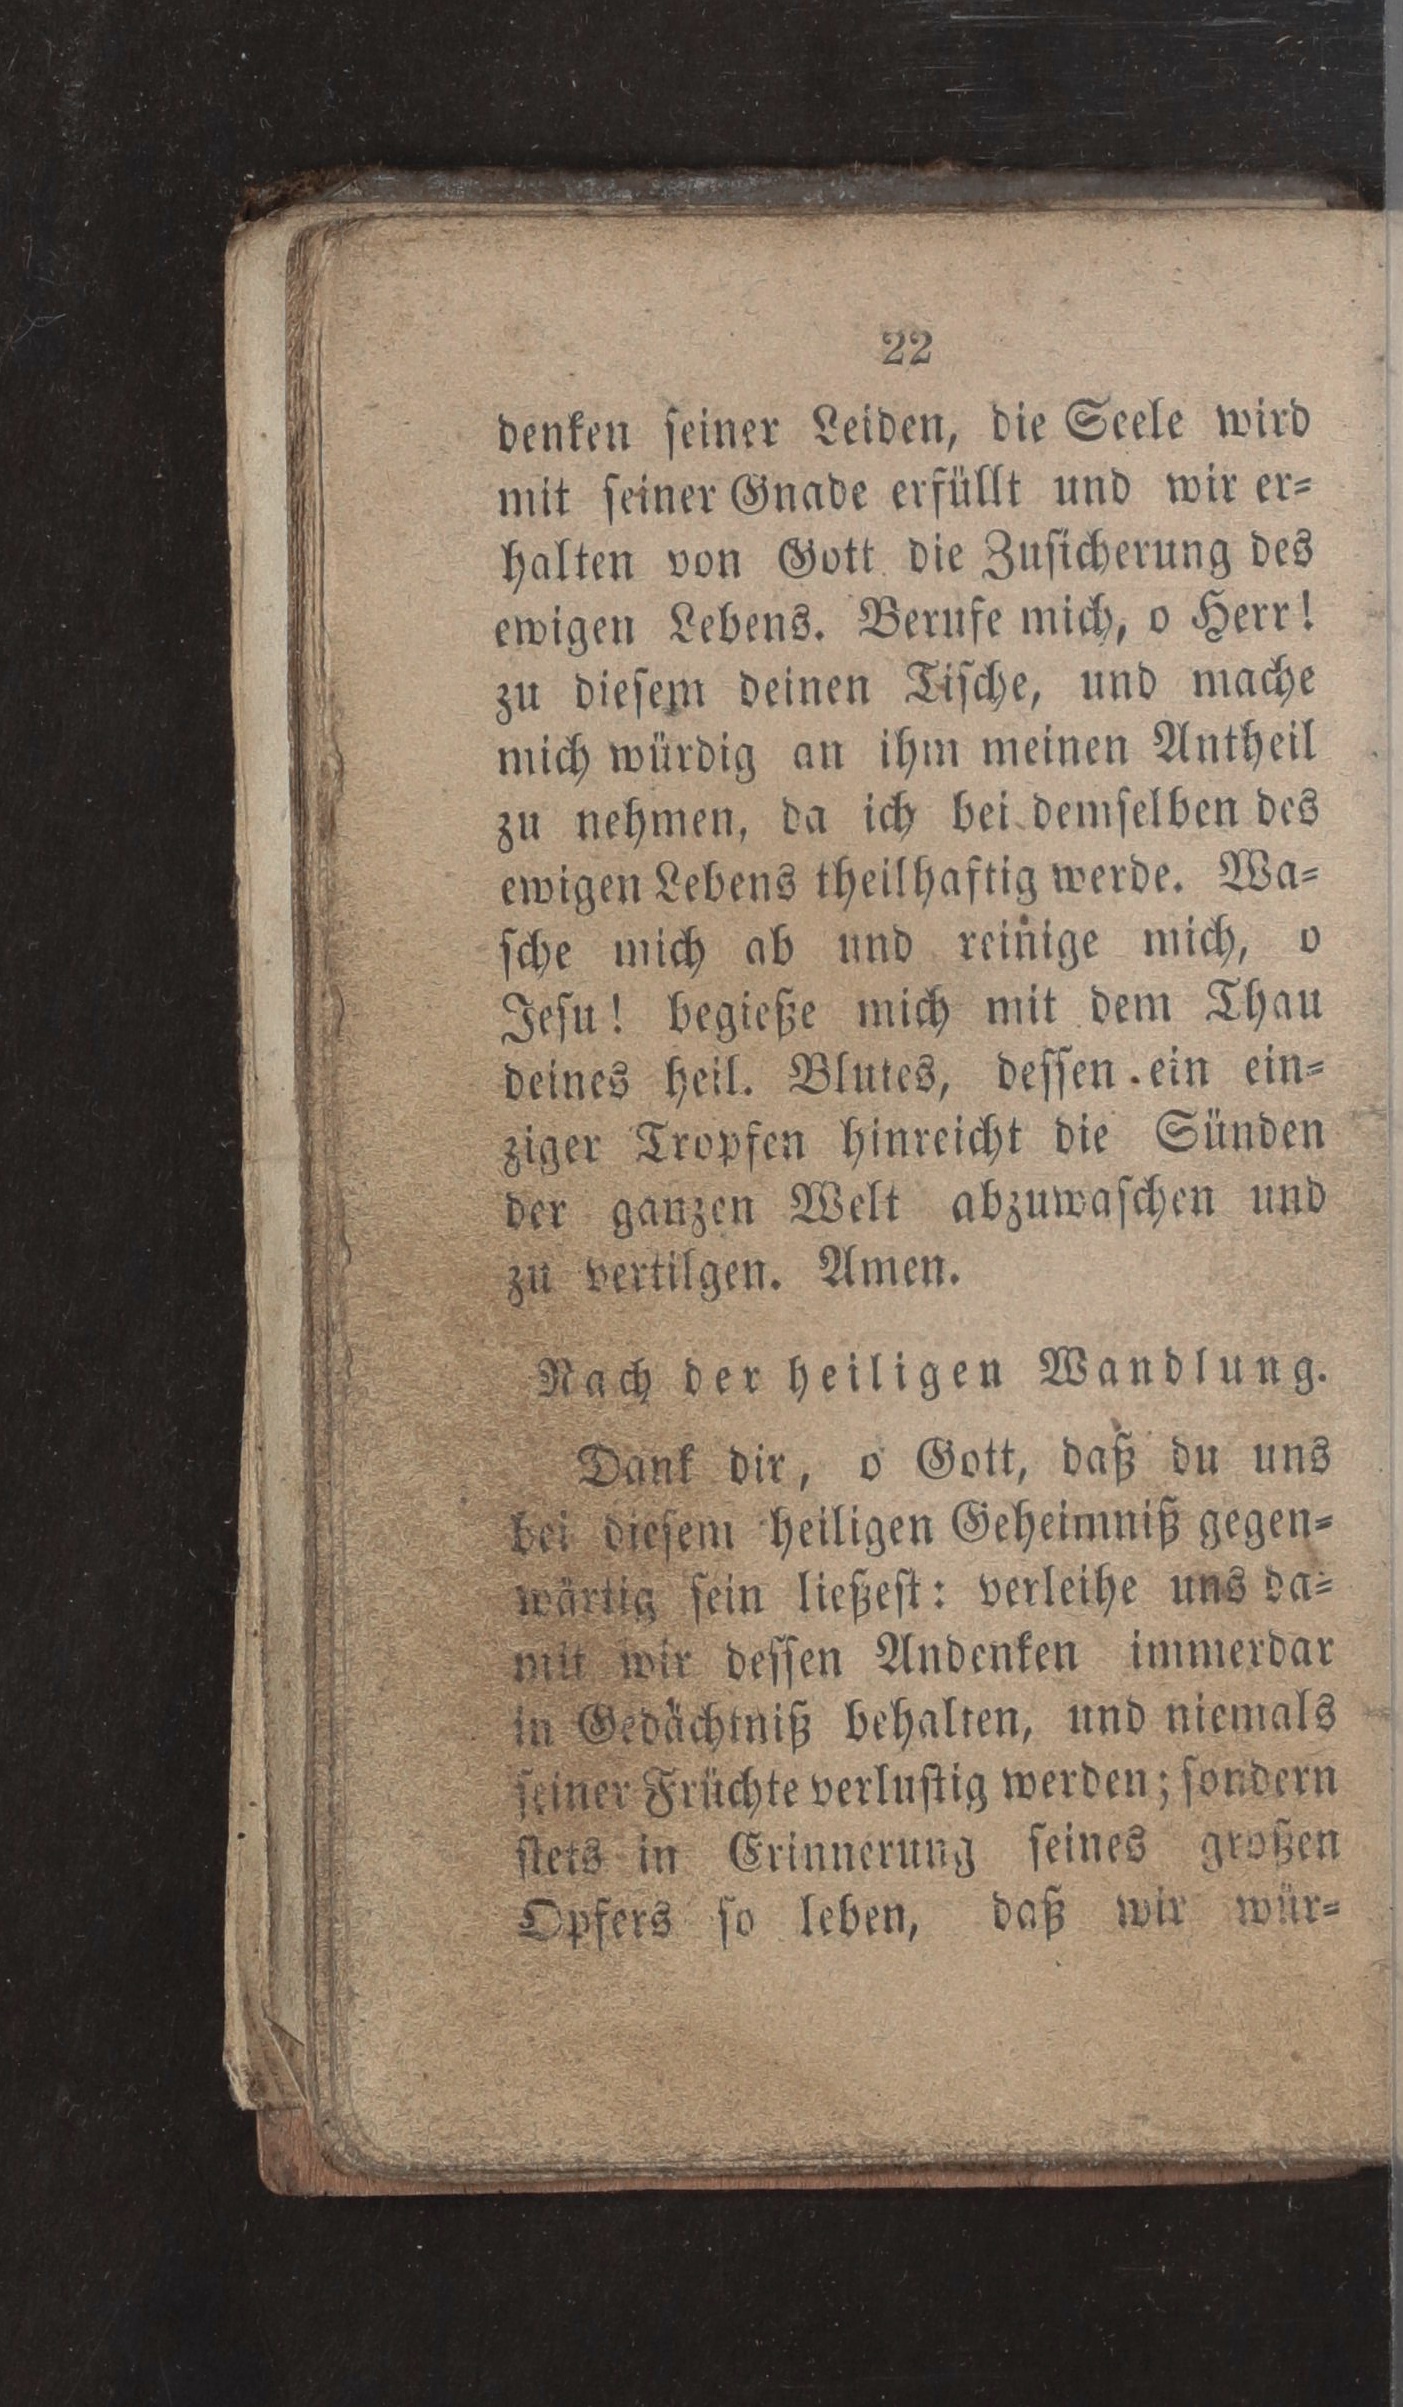 22
denken seiner Leiden, die Seele wird
mit seiner Gnade erfüllt und wir er=
halten von Gott die Zusicherung des
ewigen Lebens. Berufe mich, o Herr!
zu diesem deinen Tische, und mache
mich würdig an ihm meinen Antheil
zu nehmen, da ich bei demselben des
ewigen Lebens theilhaftig werde. Wa=
sche mich ab und reinige mich, o
Jesu! begieße mich mit dem Thau
deines heil. Blutes, dessen ein ein=
ziger Tropfen hinreicht die Sünden
der ganzen Welt abzuwaschen und
zu vertilgen. Amen.
Nach der heiligen Wandlung.
Dank dir, o Gott, daß du uns
bei diesem heiligen Geheimniß gegen=
wärtig sein ließest: verleihe uns da=
mit wir dessen Andenken immerdar
in Gedächtniß behalten, und niemals
seiner Früchte verlustig werden; sondern
stets in Erinnerung seines großen
Opfers so leben, daß wir wür=